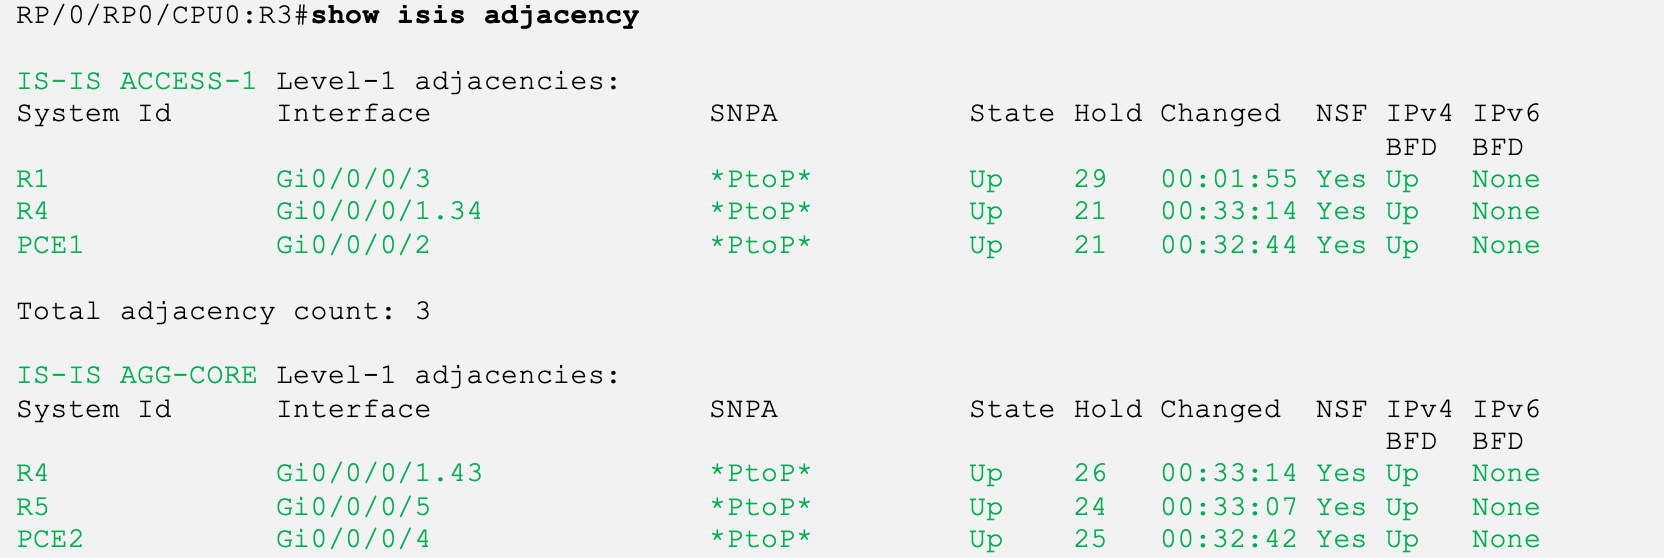 RP/0/RP0/CPU0:R3#show isis adjacency
IS-IS ACCESS-1 Level-1 adjacencies:
System Id      Interface                SNPA           State Hold Changed  NSF IPv4 IPv6
BFD  BFD
R1             Gi0/0/0/3                *PtoP*         Up    29   00:01:55 Yes Up   None
R4             Gi0/0/0/1.34             *PtoP*         Up    21   00:33:14 Yes Up   None
PCE1           Gi0/0/0/2                *PtoP*         Up    21   00:32:44 Yes Up   None
Total adjacency count: 3
IS-IS AGG-CORE Level-1 adjacencies:
System Id      Interface                SNPA           State Hold Changed  NSF IPv4 IPv6
BFD  BFD
R4             Gi0/0/0/1.43             *PtoP*         Up    26   00:33:14 Yes Up   None
R5             Gi0/0/0/5                *PtoP*         Up    24   00:33:07 Yes Up   None
PCE2           Gi0/0/0/4                *PtoP*         Up    25   00:32:42 Yes Up   None